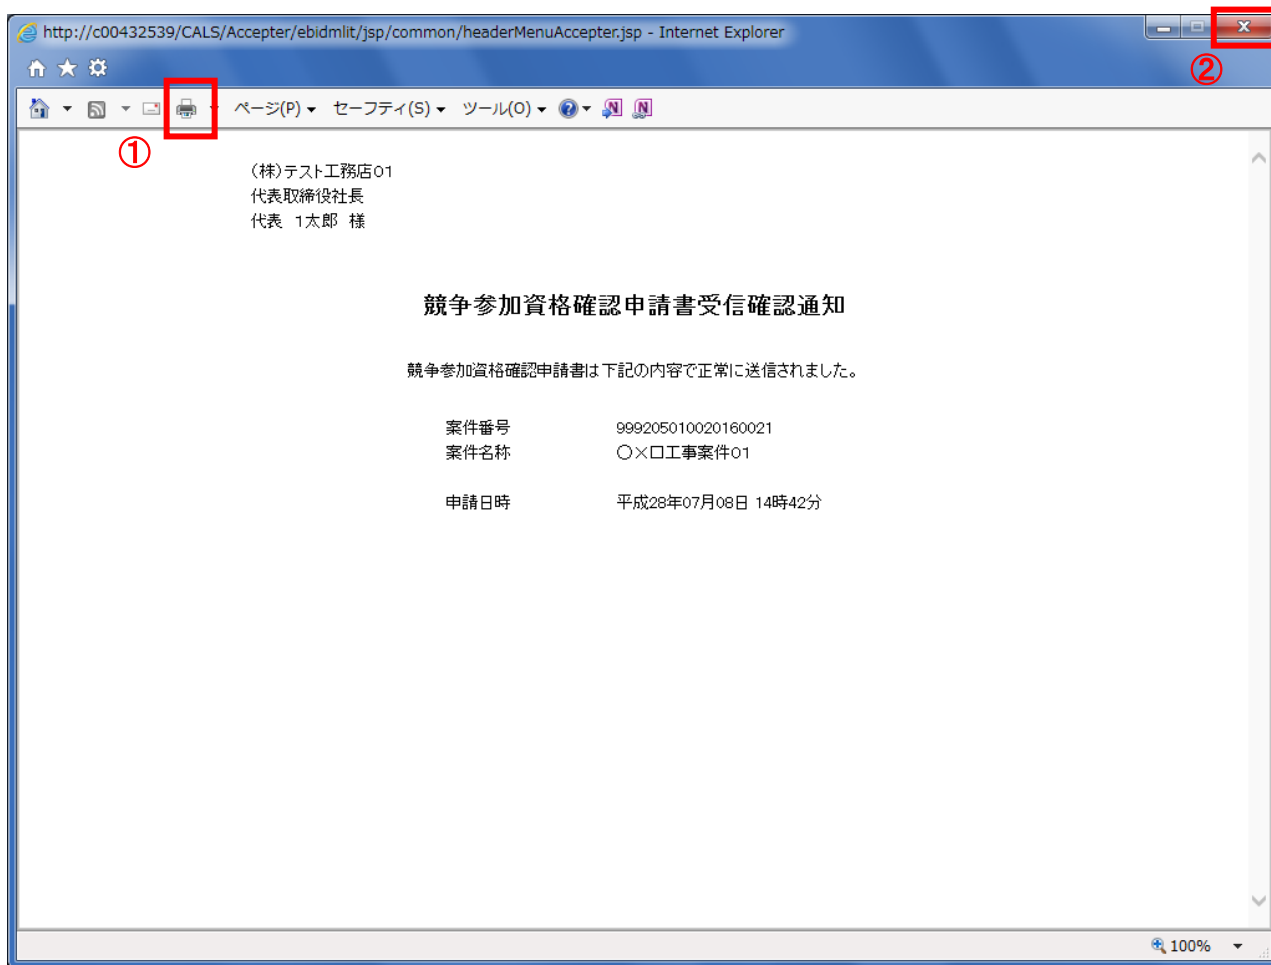 http://c00432539/CALS/Accepter/ebidmlit/jsp/common/headerMenuAccepter.jsp - Internet Explorer
②
ページ(P) セーフティ(S) ツール(O)
①
(株)テスト工務店01
代表取締役社長
代表 1太郎 様
競争参加資格確認申請書受信確認通知
競争参加資格確認申請書は下記の内容で正常に送信されました。
案件番号 999205010020160021
案件名称 〇×口工事案件01
申請日時 平成28年07月08日 14時42分
100%